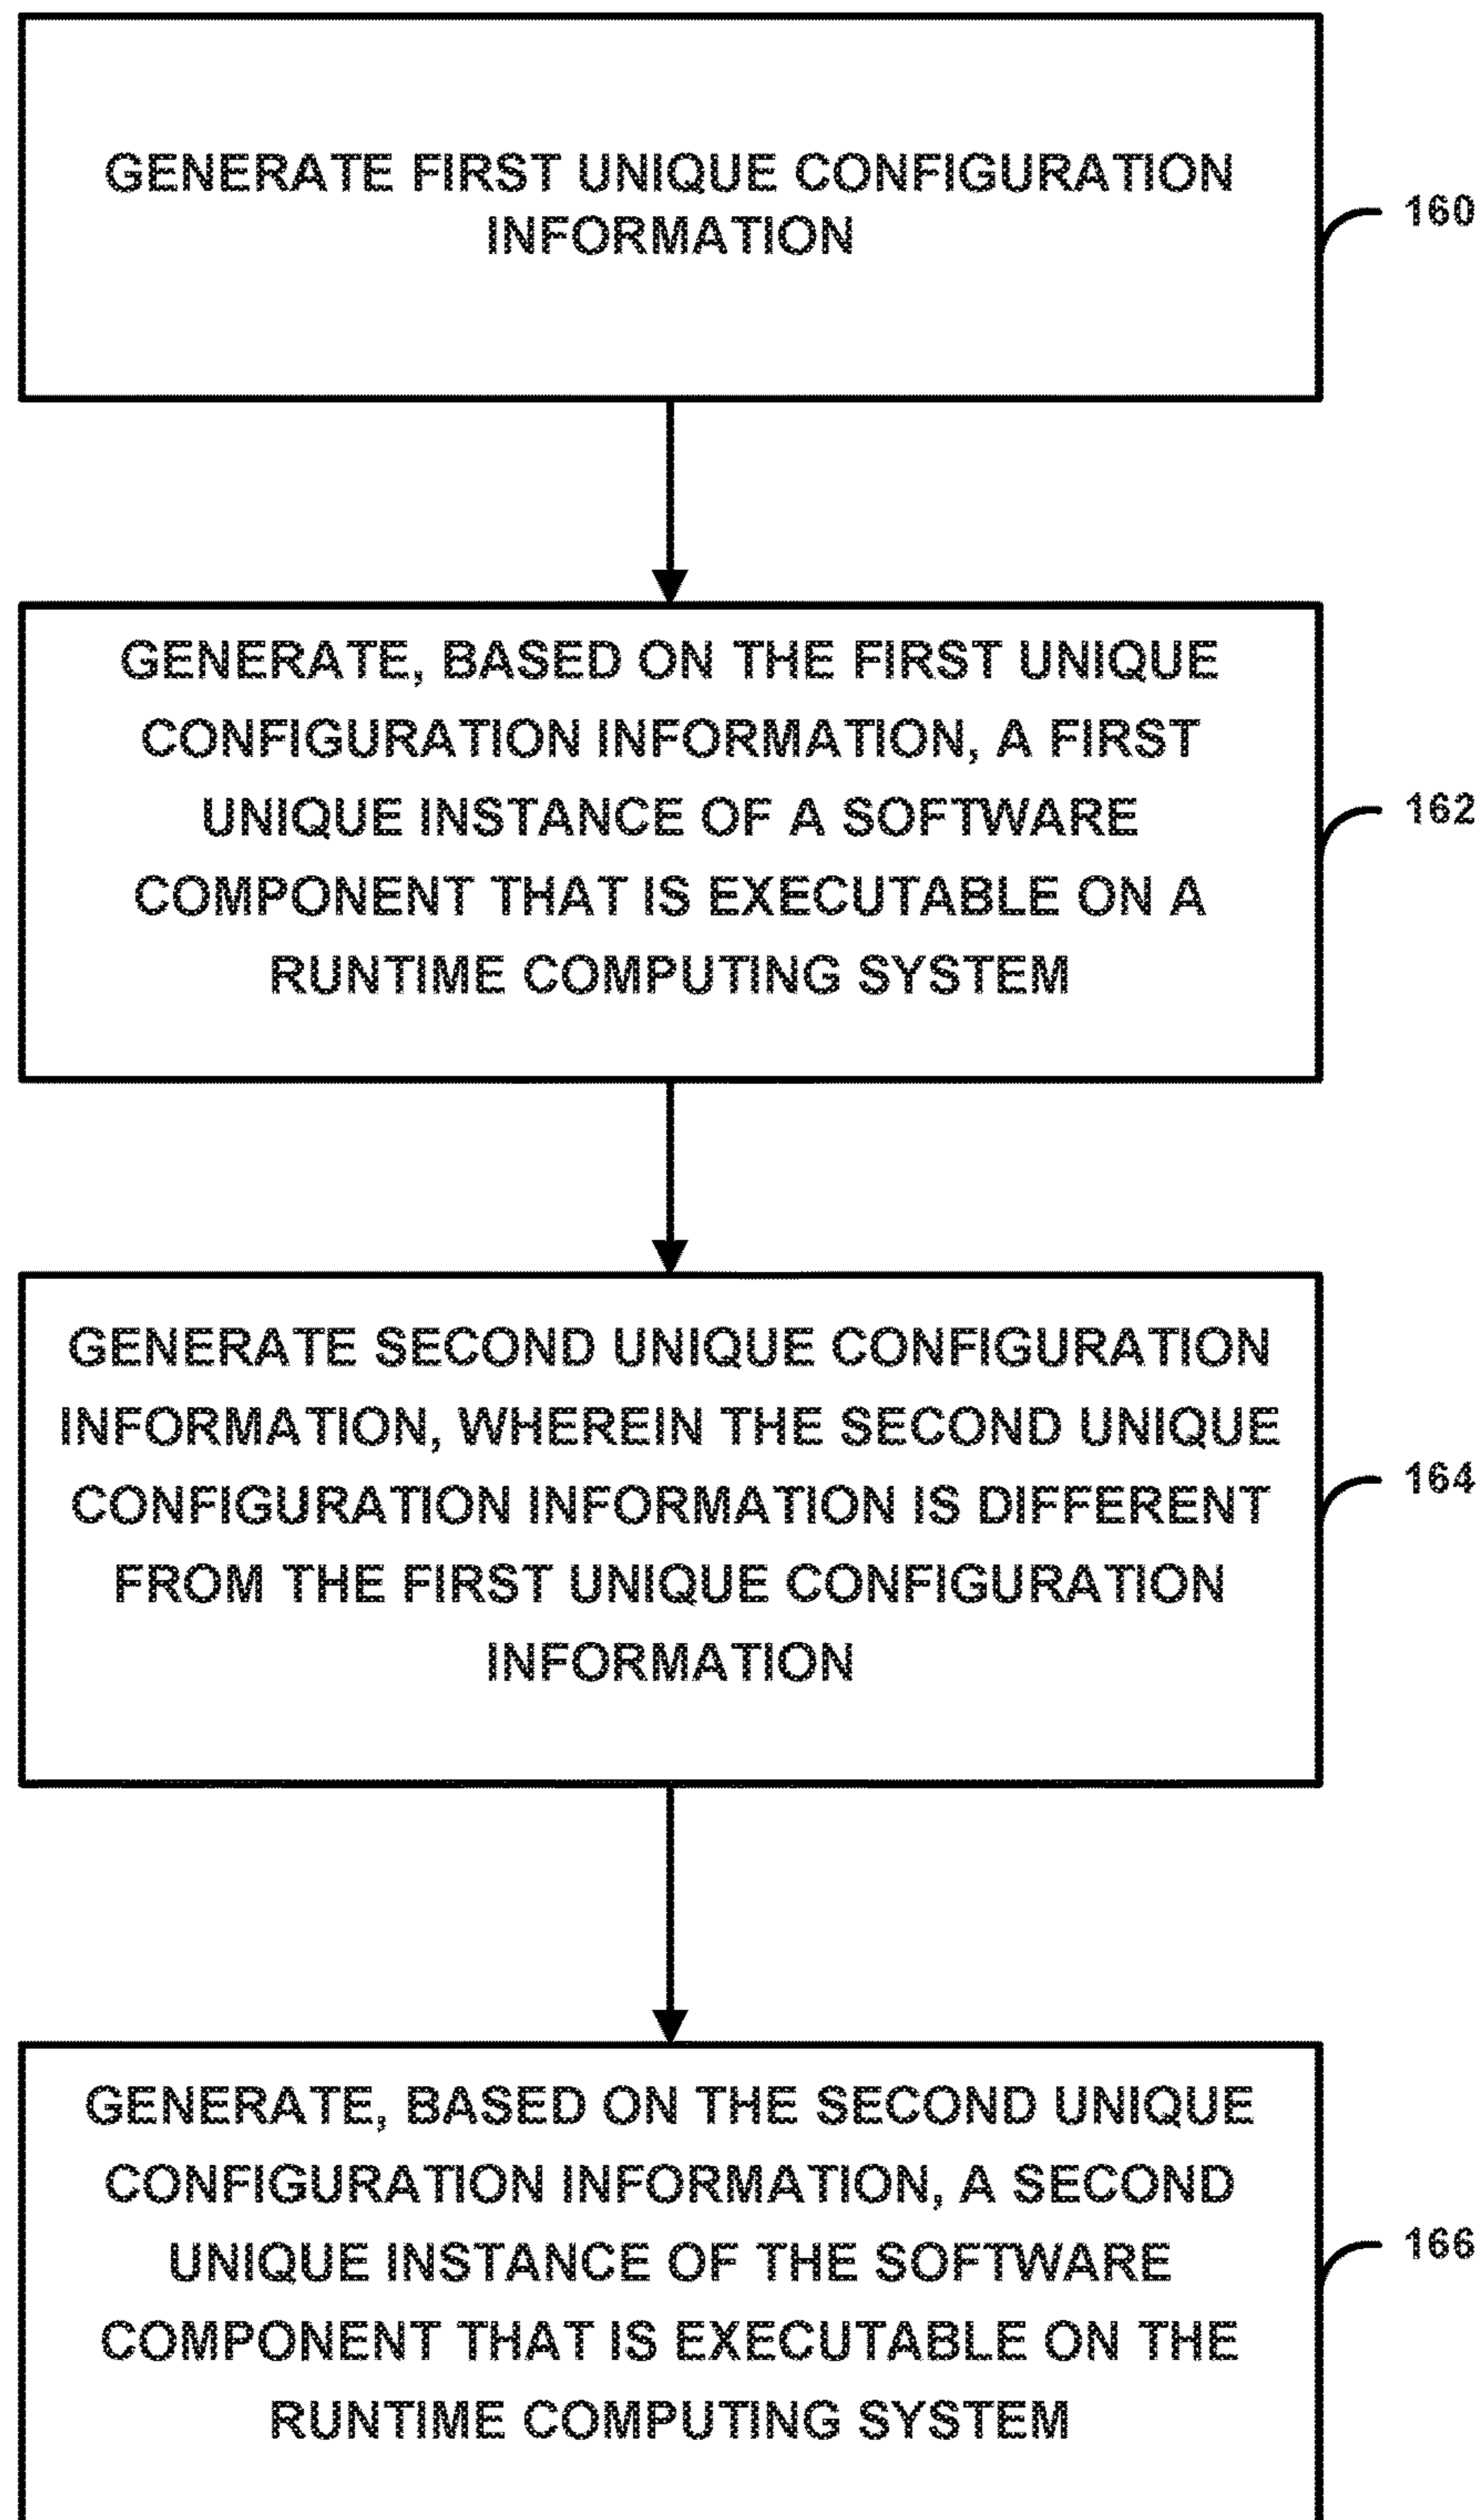 GENERATE FIRST UNIQUE CONFIGURATION
INFORMATION
160
GENERATE, BASED ON THE FIRST UNIQUE
CONFIGURATION INFORMATION, A FIRST
UNIQUE INSTANCE OF A SOFTWARE
COMPONENT THAT IS EXECUTABLE ON A
RUNTIME COMPUTING SYSTEM
162
GENERATE SECOND UNIQUE CONFIGURATION
INFORMATION, WHEREIN THE SECOND UNIQUE
CONFIGURATION INFORMATION IS DIFFERENT
FROM THE FIRST UNIQUE CONFIGURATION
INFORMATION
164
GENERATE, BASED ON THE SECOND UNIQUE
CONFIGURATION INFORMATION, A SECOND
UNIQUE INSTANCE OF THE SOFTWARE
COMPONENT THAT IS EXECUTABLE ON THE
RUNTIME COMPUTING SYSTEM
166